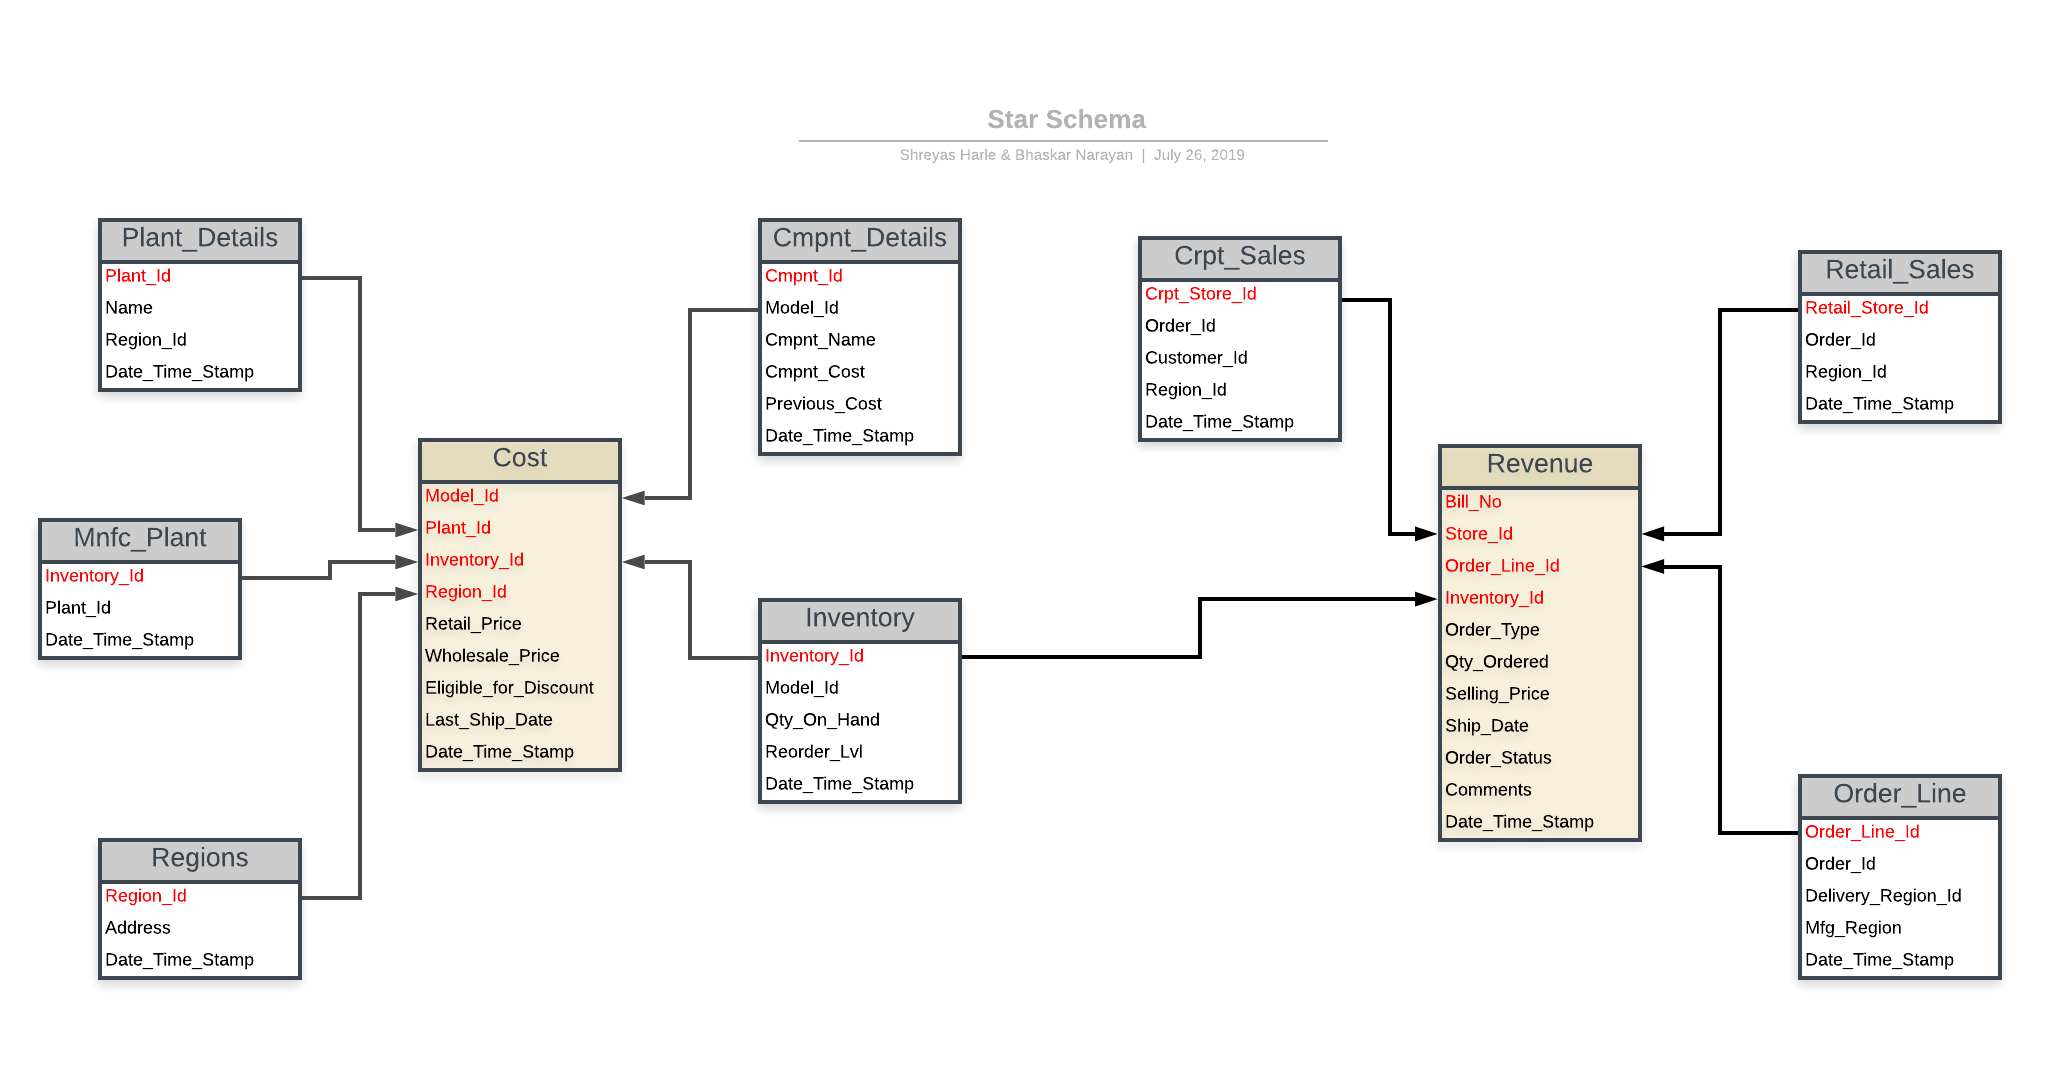 Star Schema
Shreyas Harle & Bhaskar Narayan | July 26, 2019
Plant_Details
Plant_Id
Name
Region_Id
Date_Time_Stamp
Mnfc_Plant
Inventory_Id
Plant_Id
Date_Time_Stamp
Regions
Region_Id
Address
Date_Time_Stamp
Cost
Model_Id
Plant_Id
Inventory_Id
Region_Id
Retail_Price
Wholesale_Price
Eligible_for_Discount
Last_Ship_Date
Date_Time_Stamp
Cmpnt_Details
Cmpnt_Id
Model_Id
Cmpnt_Name
Cmpnt_Cost
Previous_Cost
Date_Time_Stamp
Inventory
Inventory_Id
Model_Id
Qty_On_Hand
Reorder_Lvl
Date_Time_Stamp
Crpt_Sales
Crpt_Store_Id
Order_Id
Customer_Id
Region_Id
Date_Time_Stamp
Revenue
Bill_No
Store_Id
Order_Line_Id
Inventory_Id
Order_Type
Qty_Ordered
Selling_Price
Ship_Date
Order_Status
Comments
Date_Time_Stamp
Retail_Sales
Retail_Store_Id
Order_Id
Region_Id
Date_Time_Stamp
Order_Line
Order_Line_Id
Order_Id
Delivery_Region_Id
Mfg_Region
Date_Time_Stamp